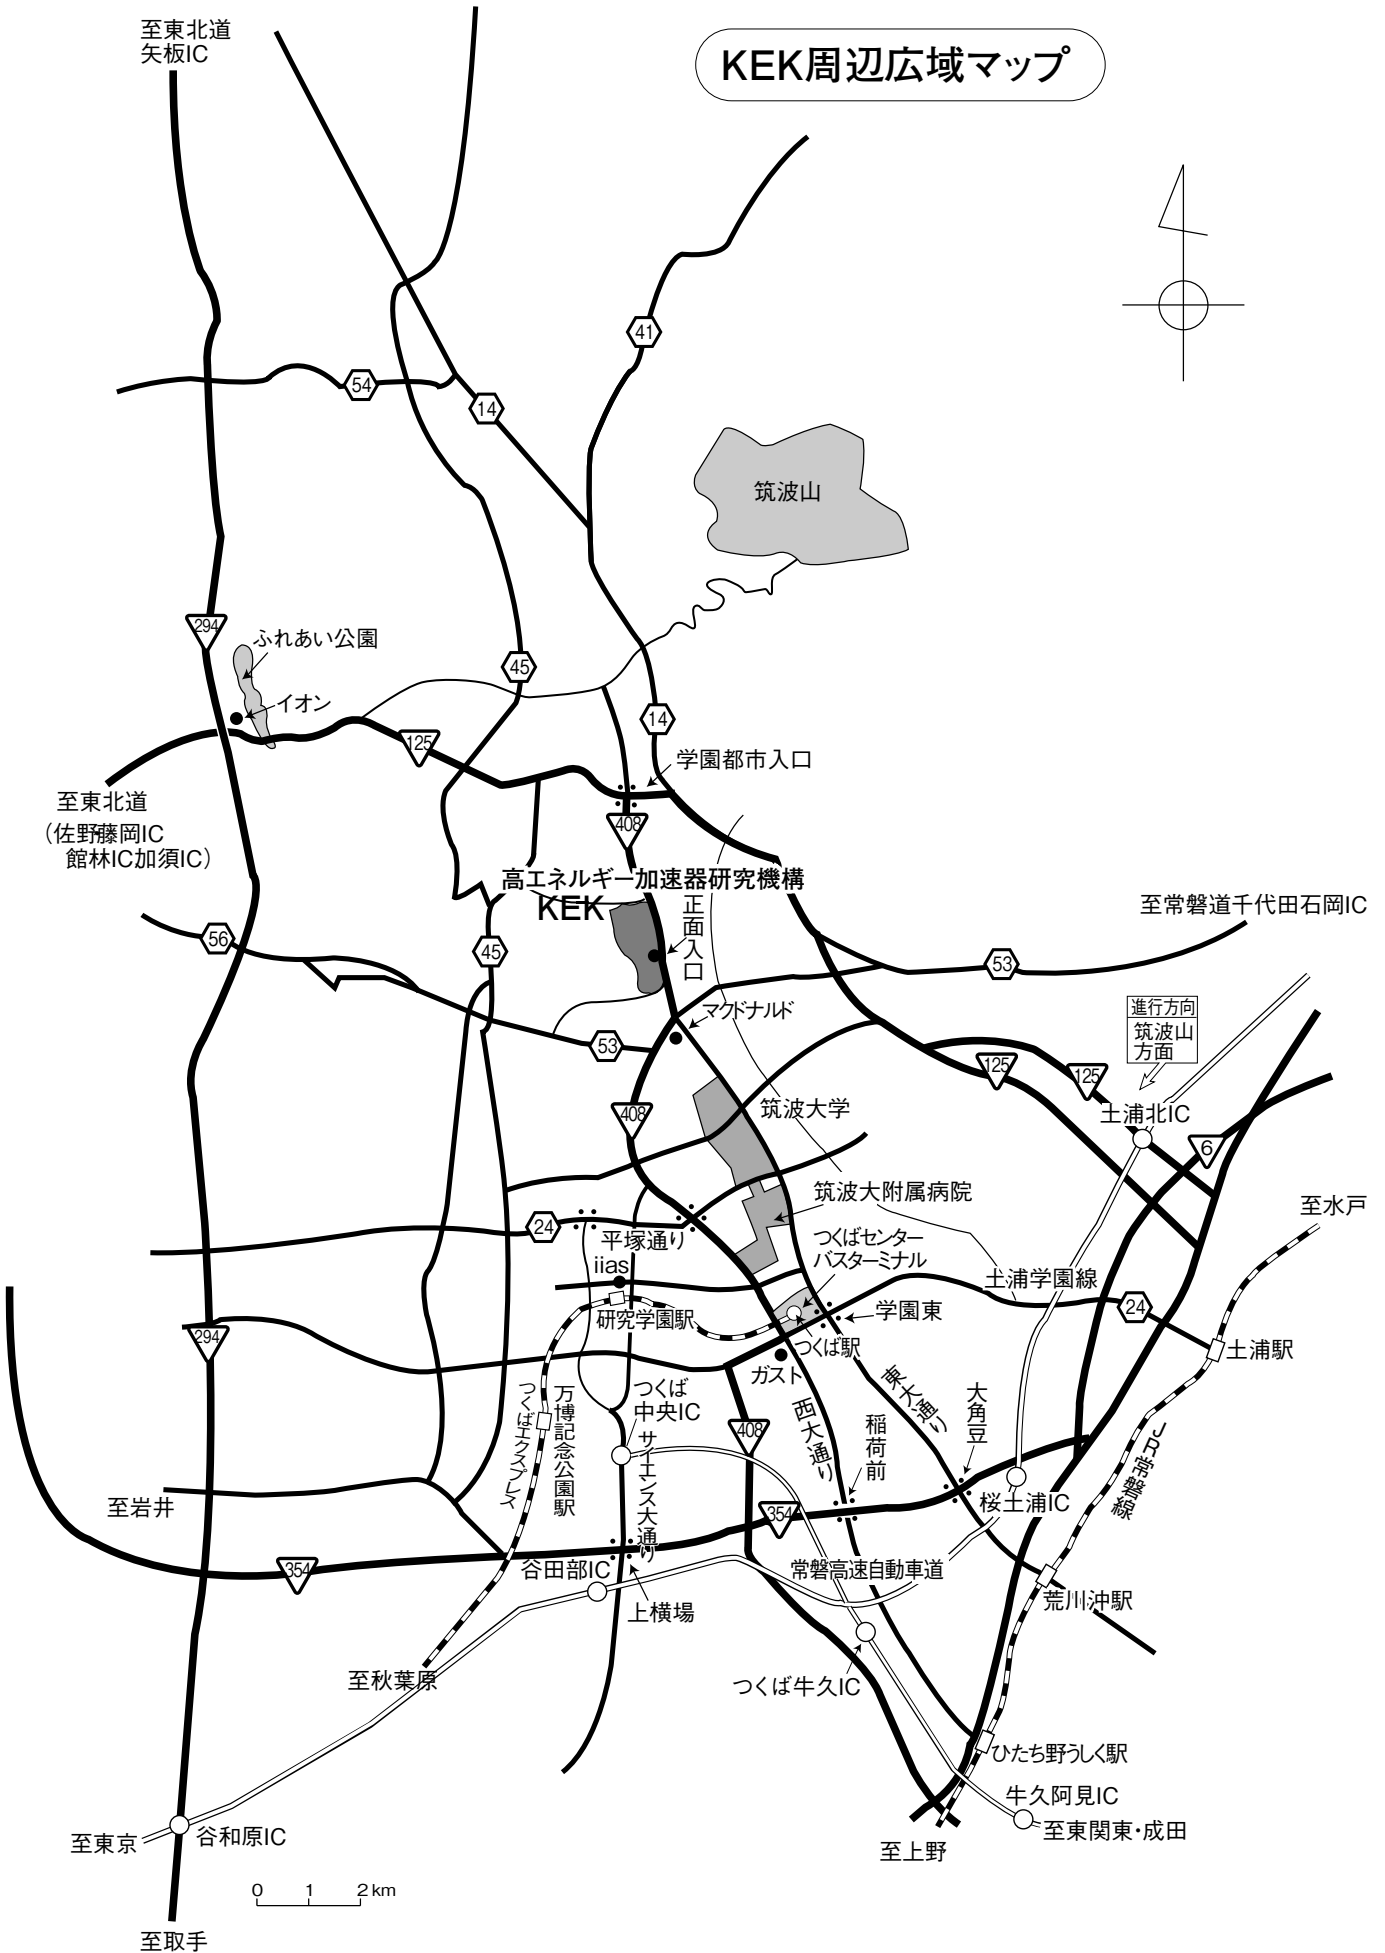 至東北道
矢板IC
KEK周辺広域マップ
41
54
14
筑波山
294
ふれあい公園
45
イオン
14
125
学園都市入口
至東北道
(佐野藤岡IC
館林IC加須IC)
408
高エネルギー加速器研究機構
KEK
正面入口
至常磐道千代田石岡IC
56
45
53
進行方向
筑波山
方面
マクドナルド
53
125
125
408
筑波大学
土浦北IC
6
筑波大附属病院
至水戸
24
平塚通り
つくばセンター
バスターミナル
iias
土浦学園線
24
研究学園駅
学園東
294
つくば駅
土浦駅
ガスト
つくば
中央IC
東大通り
大角豆
万博記念公園駅
つくばエクスプレス
西大通り
稲荷前
408
サイエンス大通り
JR常磐線
至岩井
桜土浦IC
354
354
谷田部IC
常磐高速自動車道
上横場
荒川沖駅
至秋葉原
つくば牛久IC
ひたち野うしく駅
牛久阿見IC
至東関東・成田
至東京
谷和原IC
至上野
0 1 2 km
至取手